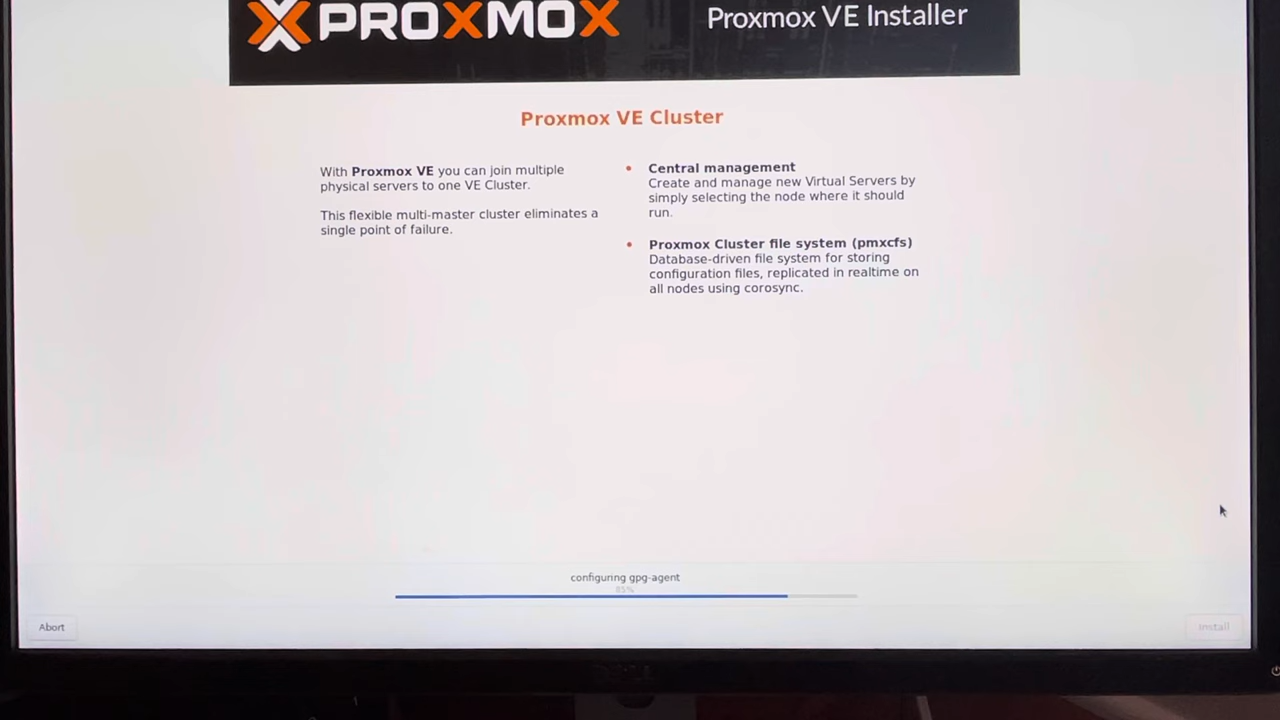 PROXMOX
Proxmox VE Installer
Proxmox VE Cluster
With Proxmox VE you can join multiple
physical servers to one VE Cluster.
This flexible multi-master cluster eliminates a
single point of failure.
• Central management
Create and manage new Virtual Servers by
simply selecting the node where it should
run.
• Proxmox Cluster file system (pmxcfs)
Database-driven file system for storing
configuration files, replicated in realtime on
all nodes using corosync.
configuring gpg-agent
85%
Abort
Install